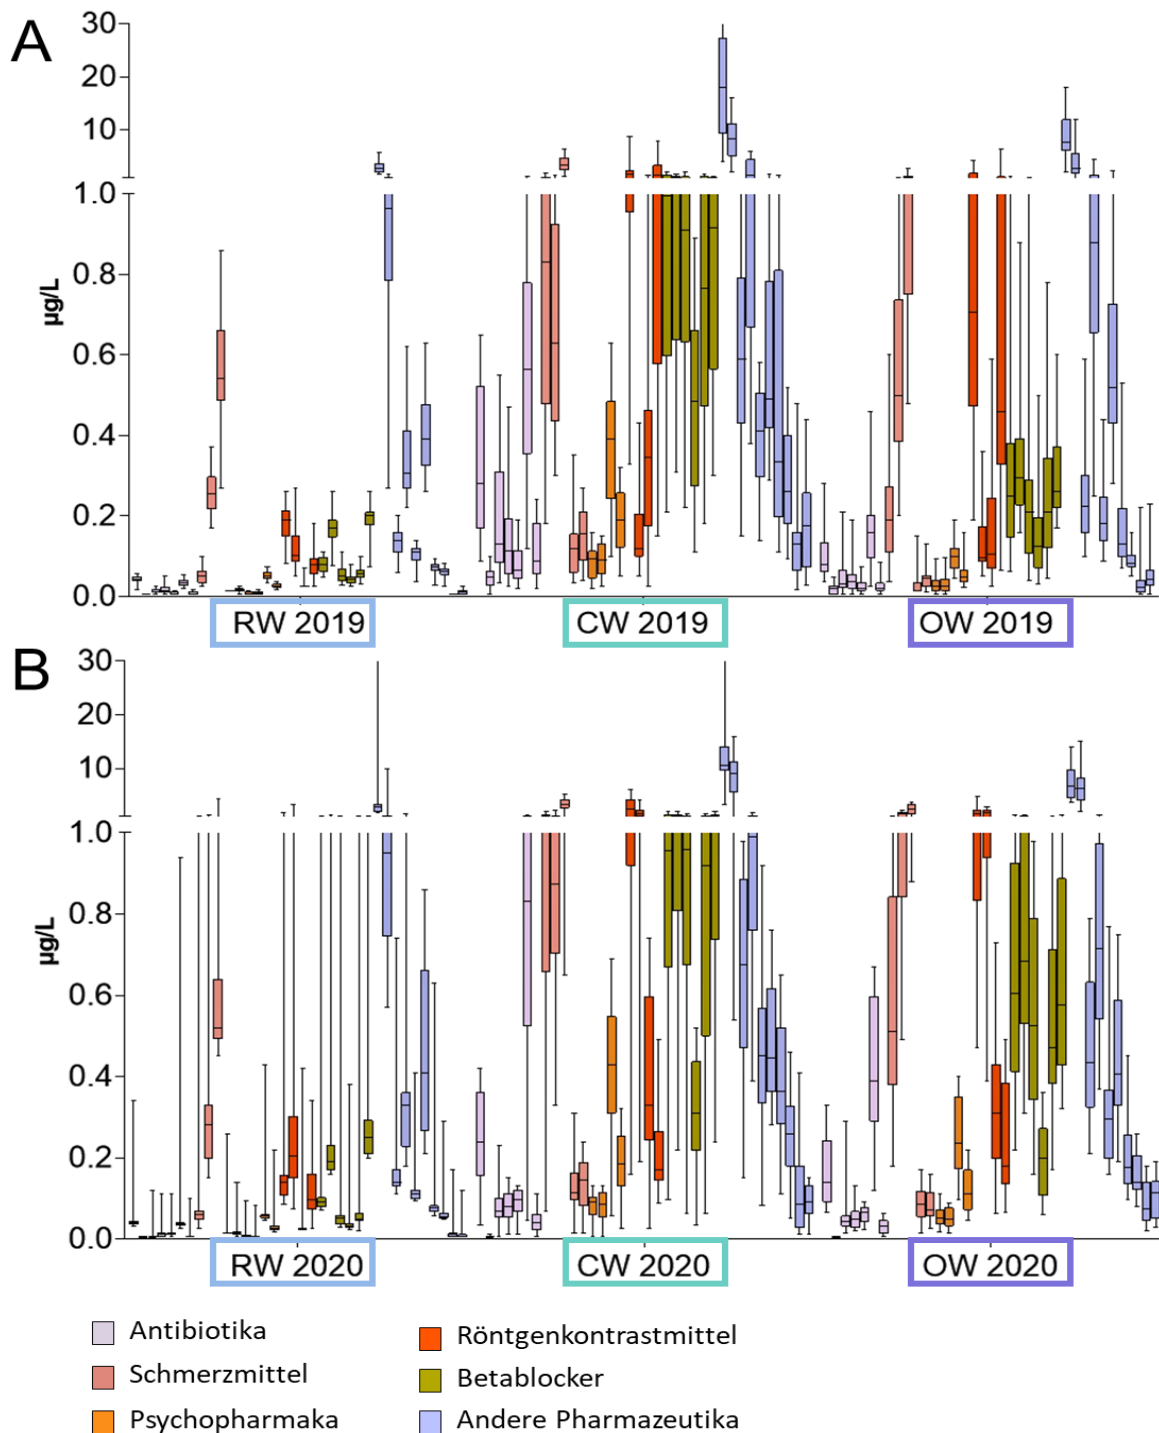 A
30
20
10
1.0
0.8
0.6
0.4
0.2
0.0
µg/L
RW 2019
CW 2019
OW 2019
B
30
20
10
1.0
0.8
0.6
0.4
0.2
0.0
µg/L
RW 2020
CW 2020
OW 2020
Antibiotika
Röntgenkontrastmittel
Schmerzmittel
Betablocker
Psychopharmaka
Andere Pharmazeutika